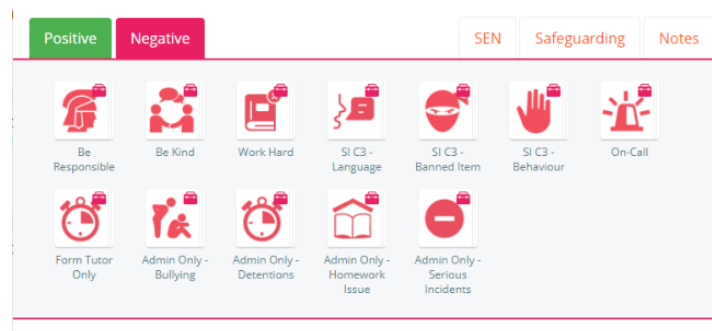 Positive Negative SEN Safeguarding Notes
Be Responsible
Be Kind
Work Hard
SI C3 - Language
SI C3 - Banned Item
SI C3 - Behaviour
On-Call
Form Tutor Only
Admin Only - Bullying
Admin Only - Detentions
Admin Only - Homework Issue
Admin Only - Serious Incidents